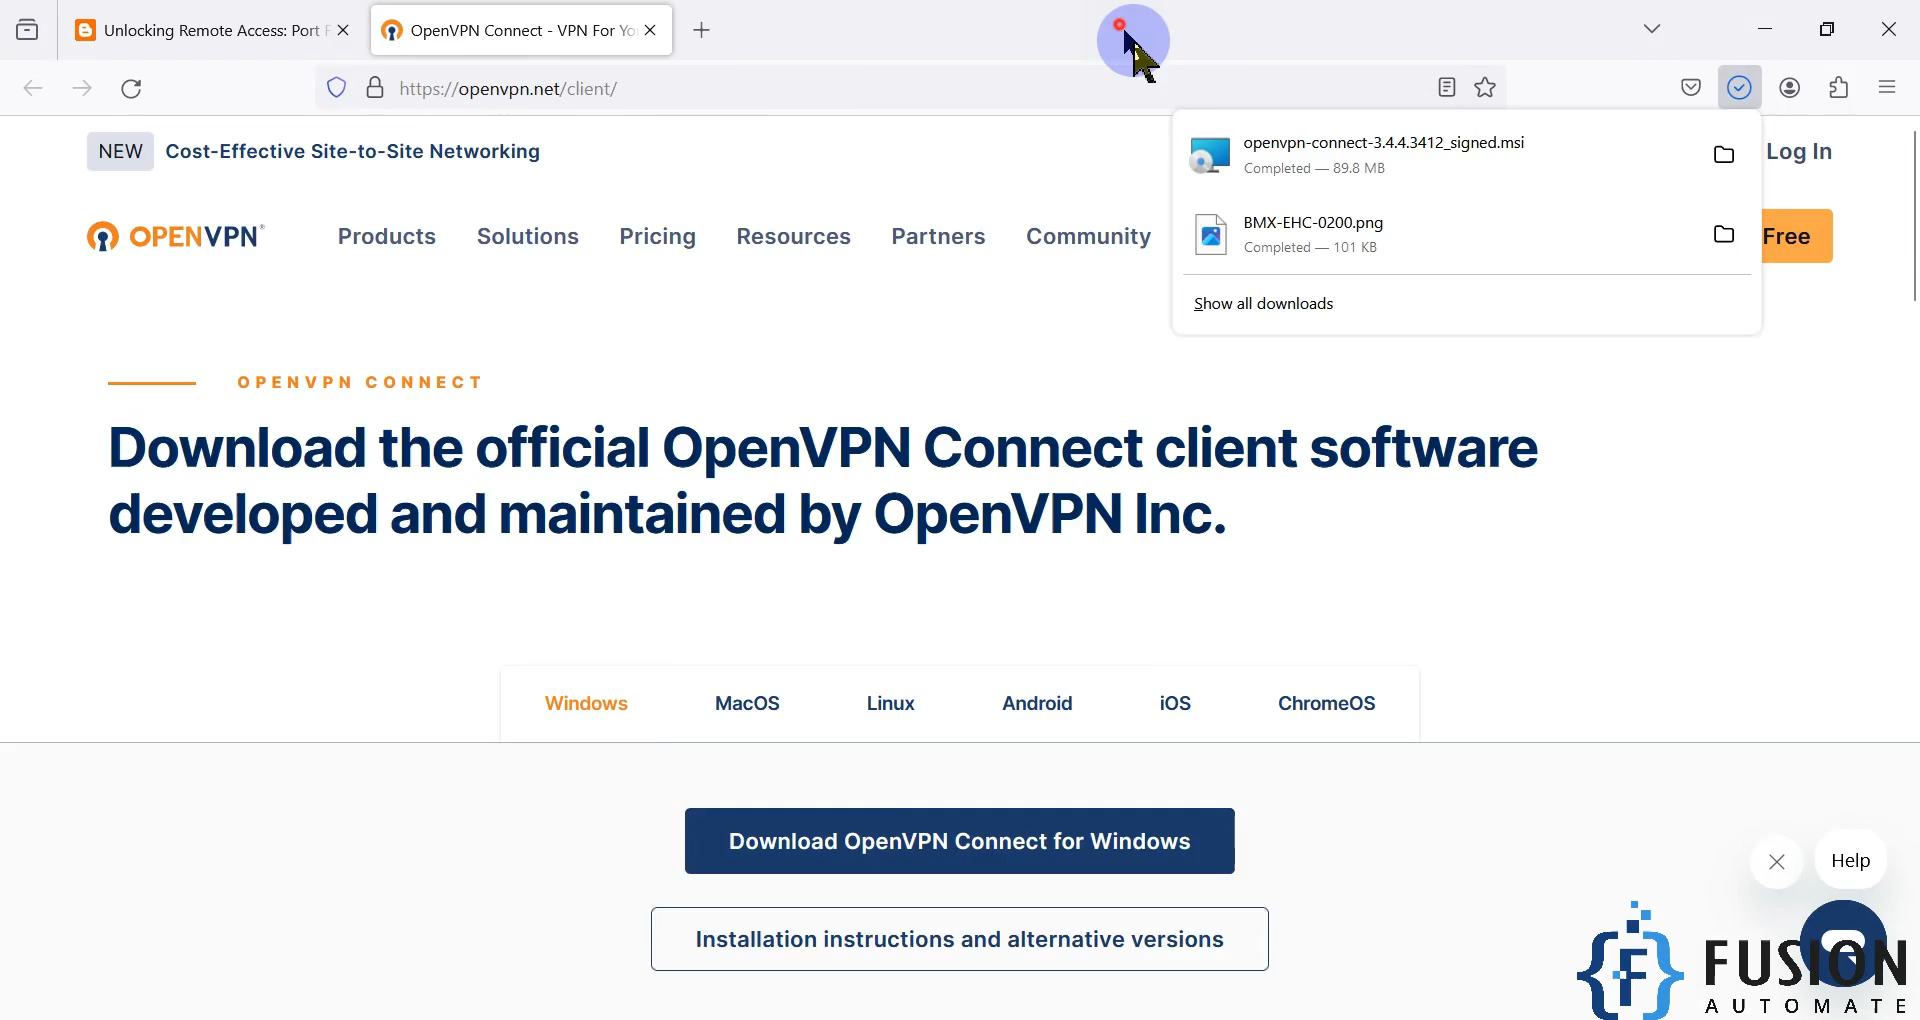 Unlocking Remote Access: Port F
OpenVPN Connect - VPN For Yo
https://openvpn.net/client/
NEW Cost-Effective Site-to-Site Networking
Log In
openvpn-connect-3.4.4.3412_signed.msi
Completed — 89.8 MB
BMX-EHC-0200.png
Completed — 101 KB
Show all downloads
OPENVPN
Products
Solutions
Pricing
Resources
Partners
Community
Free
OPENVPN CONNECT
Download the official OpenVPN Connect client software
developed and maintained by OpenVPN Inc.
Windows
MacOS
Linux
Android
iOS
ChromeOS
Download OpenVPN Connect for Windows
Installation instructions and alternative versions
Help
FUSION
AUTOMATE